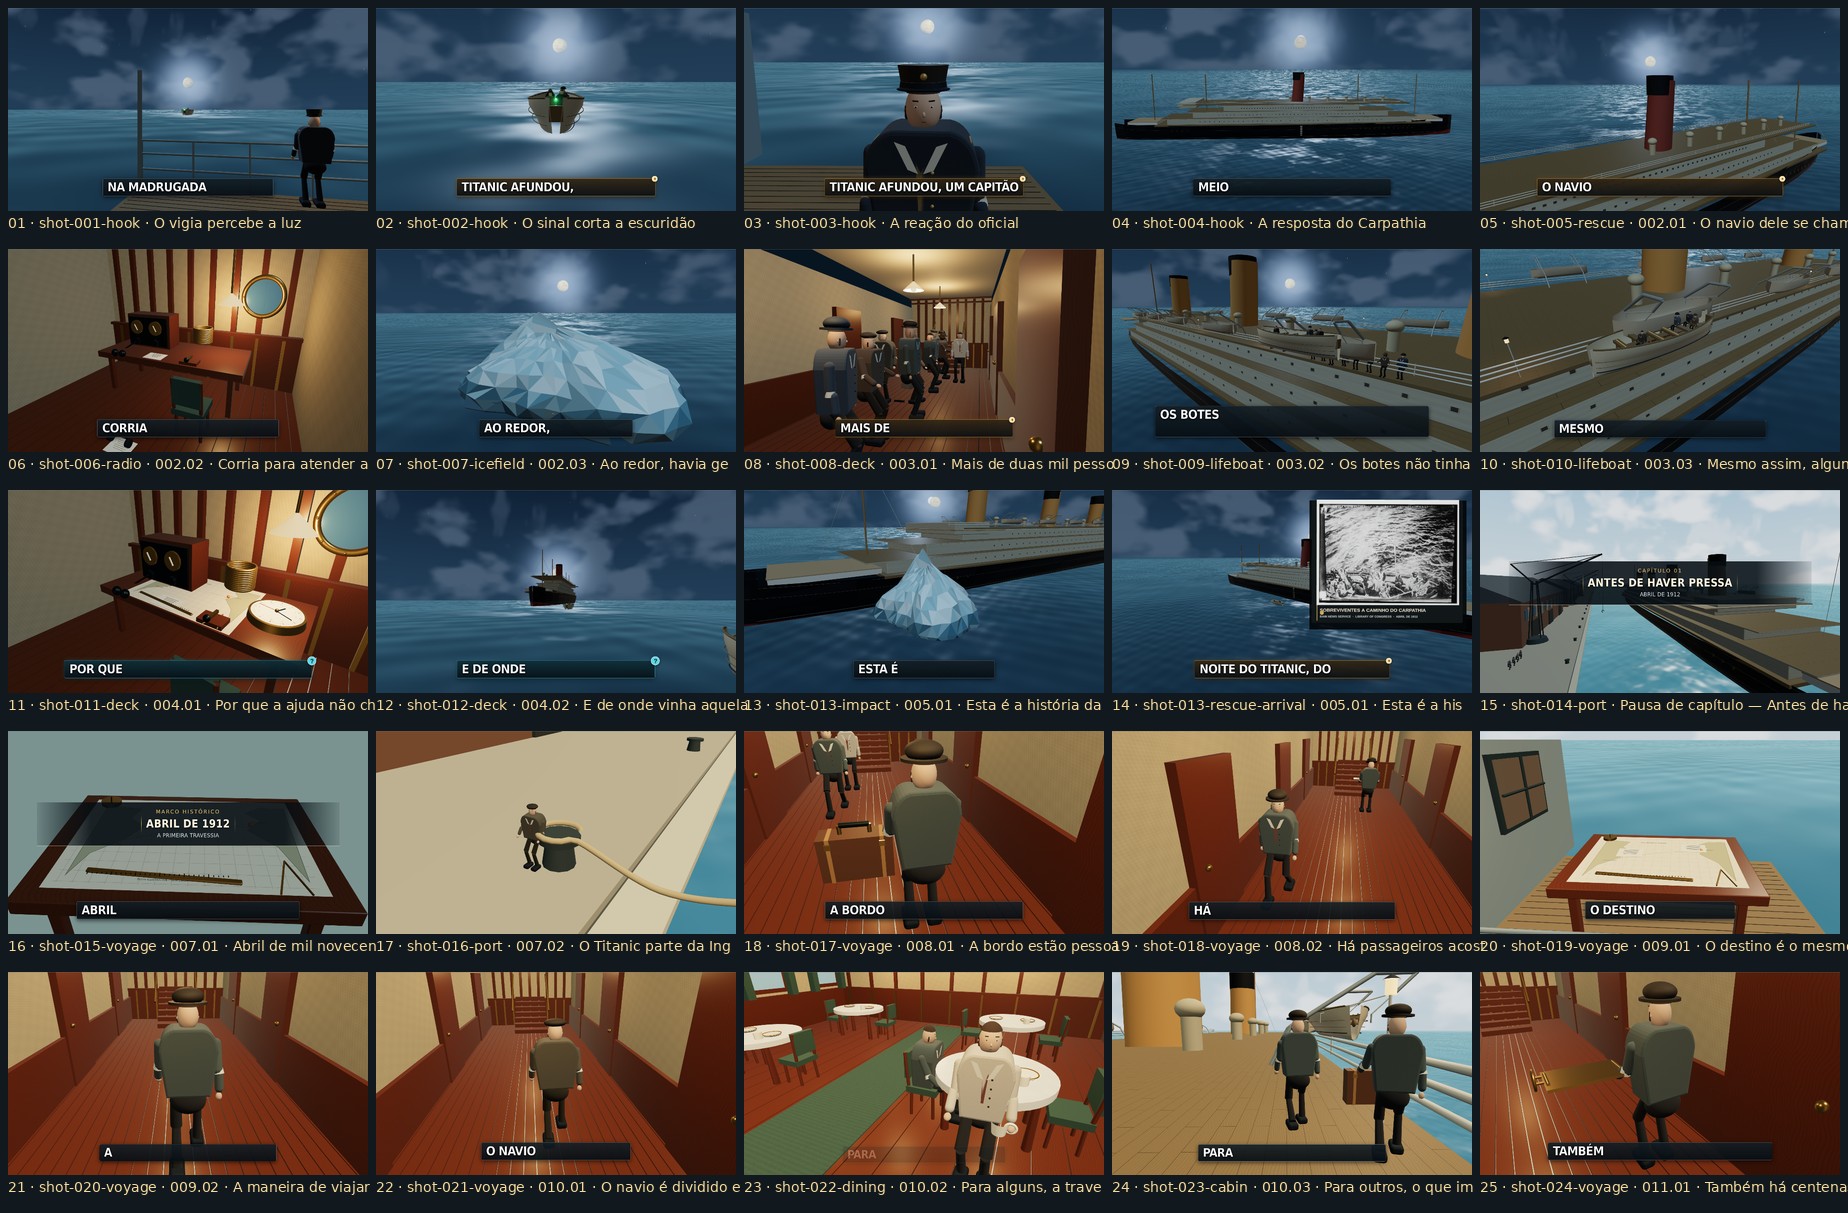 NA MADRUGADA
TITANIC AFUNDOU,
TITANIC AFUNDOU, UM CAPITÃO
MEIO
O NAVIO
01 · shot-001-hook · O vigia percebe a luz
02 · shot-002-hook · O sinal corta a escuridão
03 · shot-003-hook · A reação do oficial
04 · shot-004-hook · A resposta do Carpathia
05 · shot-005-rescue · 002.01 · O navio dele se cham
CORRIA
AO REDOR,
MAIS DE
OS BOTES
MESMO
06 · shot-006-radio · 002.02 · Corria para atender a
07 · shot-007-icefield · 002.03 · Ao redor, havia ge
08 · shot-008-deck · 003.01 · Mais de duas mil pesso
09 · shot-009-lifeboat · 003.02 · Os botes não tinha
10 · shot-010-lifeboat · 003.03 · Mesmo assim, algun
POR QUE
E DE ONDE
ESTA É
SOBREVIVENTES A CAMINHO DO CARPATHIA
NOITE DO TITANIC, DO
CAPÍTULO 01
ANTES DE HAVER PRESSA
ABRIL DE 1912
11 · shot-011-deck · 004.01 · Por que a ajuda não ch
12 · shot-012-deck · 004.02 · E de onde vinha aquela
13 · shot-013-impact · 005.01 · Esta é a história da
14 · shot-013-rescue-arrival · 005.01 · Esta é a his
15 · shot-014-port · Pausa de capítulo — Antes de ha
MARCO HISTÓRICO
ABRIL DE 1912
A PRIMEIRA TRAVESSIA
ABRIL
A BORDO
HÁ
O DESTINO
16 · shot-015-voyage · 007.01 · Abril de mil novecen
17 · shot-016-port · 007.02 · O Titanic parte da Ing
18 · shot-017-voyage · 008.01 · A bordo estão pessoa
19 · shot-018-voyage · 008.02 · Há passageiros acost
20 · shot-019-voyage · 009.01 · O destino é o mesm
A
O NAVIO
PARA
PARA
TAMBÉM
21 · shot-020-voyage · 009.02 · A maneira de viajar
22 · shot-021-voyage · 010.01 · O navio é dividido e
23 · shot-022-dining · 010.02 · Para alguns, a trave
24 · shot-023-cabin · 010.03 · Para outros, o que im
25 · shot-024-voyage · 011.01 · Também há centena